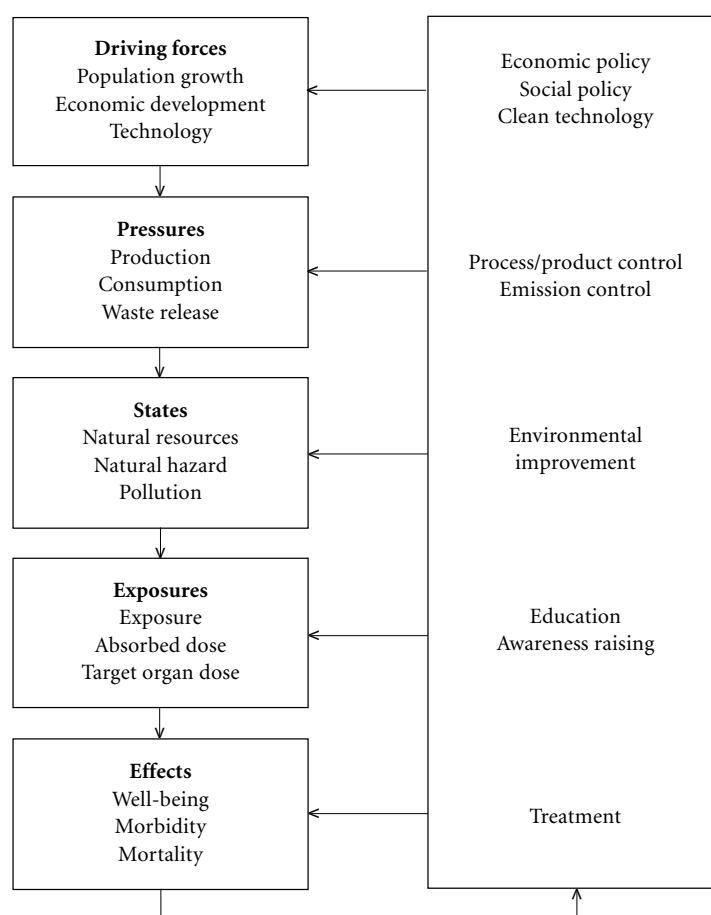 Driving forces
Population growth
Economic development
Technology
Economic policy
Social policy
Clean technology
Pressures
Production
Consumption
Waste release
Process/product control
Emission control
States
Natural resources
Natural hazard
Pollution
Environmental
improvement
Exposures
Exposure
Absorbed dose
Target organ dose
Education
Awareness raising
Effects
Well-being
Morbidity
Mortality
Treatment